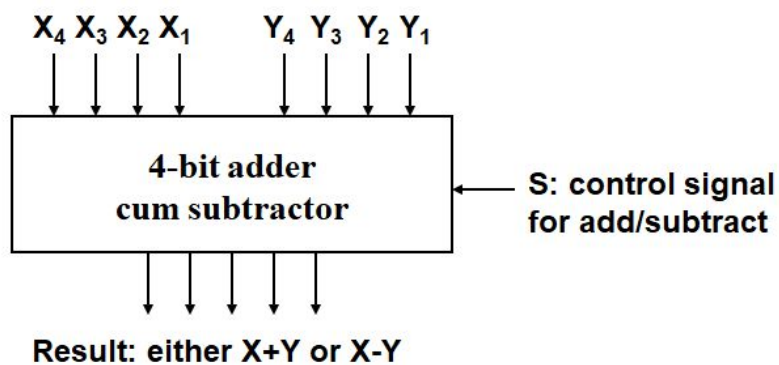 X₄ X₃ X₂ X₁ Y₄ Y₃ Y₂ Y₁
4-bit adder
cum subtractor
S: control signal
for add/subtract
Result: either X+Y or X-Y